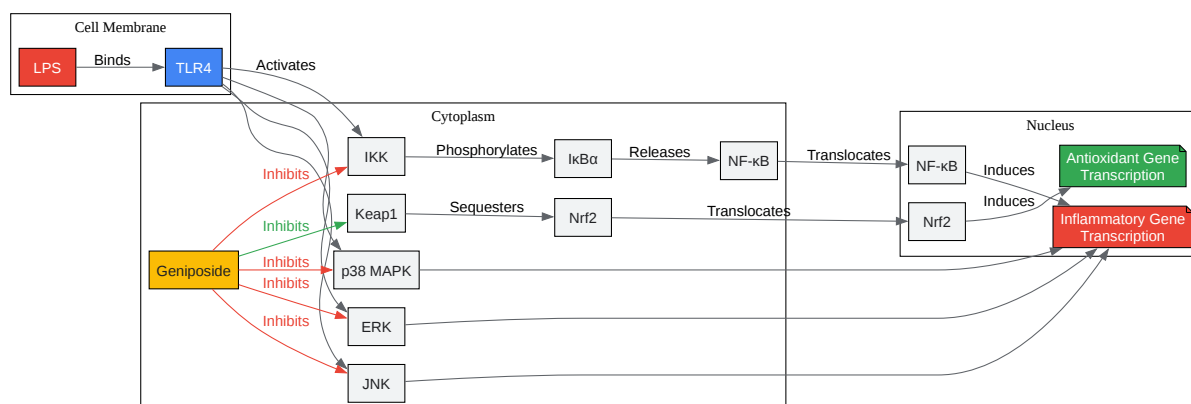 Cell Membrane
LPS
Binds
TLR4
Activates
Cytoplasm
Nucleus
IKK
Phosphorylates
IκBα
Releases
NF-κB
Translocates
NF-κB
Induces
Antioxidant Gene
Transcription
Inhibits
Keap1
Sequesters
Nrf2
Translocates
Nrf2
Induces
Inflammatory Gene
Transcription
Inhibits
Geniposide
Inhibits
p38 MAPK
Inhibits
ERK
Inhibits
JNK